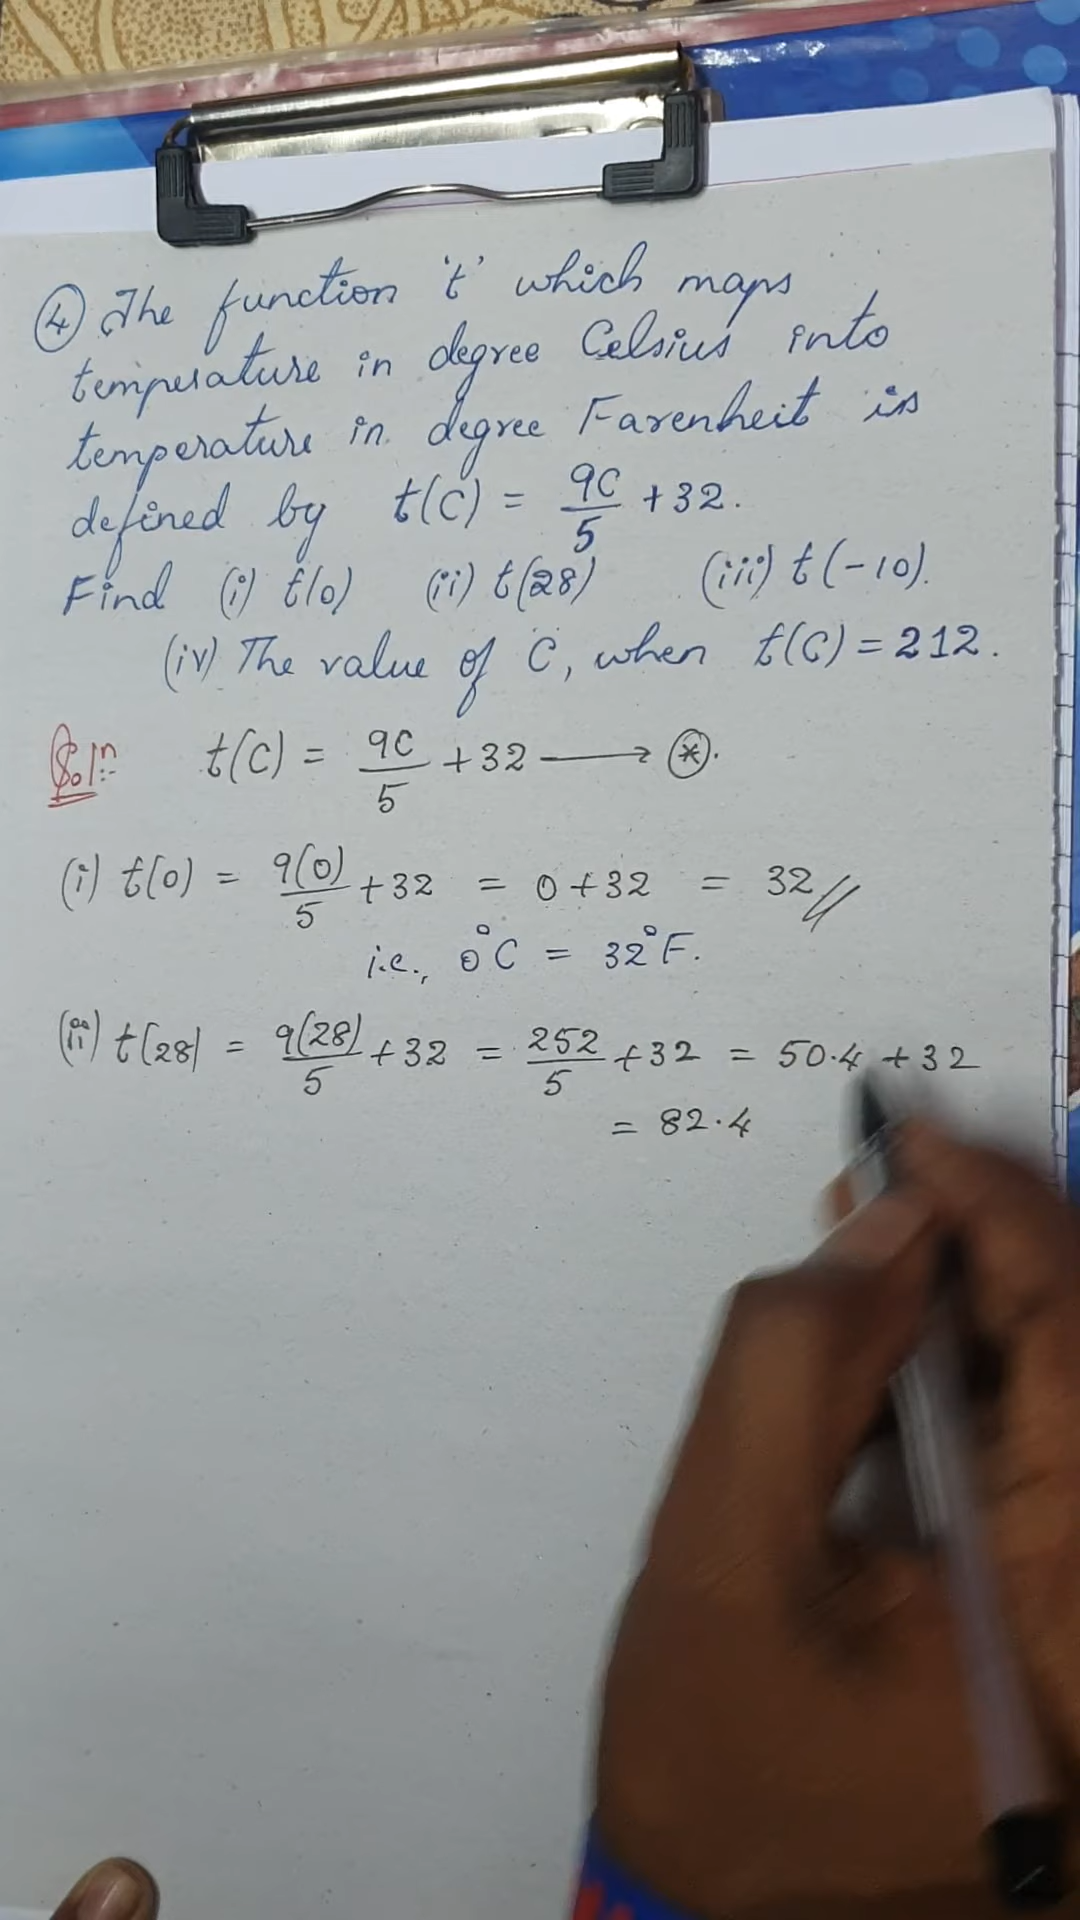 ④ The function 't' which maps
temperature in degree Celsius into
temperature in degree Farenheit is
defined by t(C) = 9C/5 + 32.
Find (i) t(0) (ii) t(28) (iii) t(-10).
(iv) The value of C, when t(C) = 212.
Soln:- t(C) = 9C/5 + 32 ⟶ ⊛.
(i) t(0) = 9(0)/5 + 32 = 0 + 32 = 32//
i.e., 0°C = 32°F.
(ii) t(28) = 9(28)/5 + 32 = 252/5 + 32 = 50.4 + 32
= 82.4